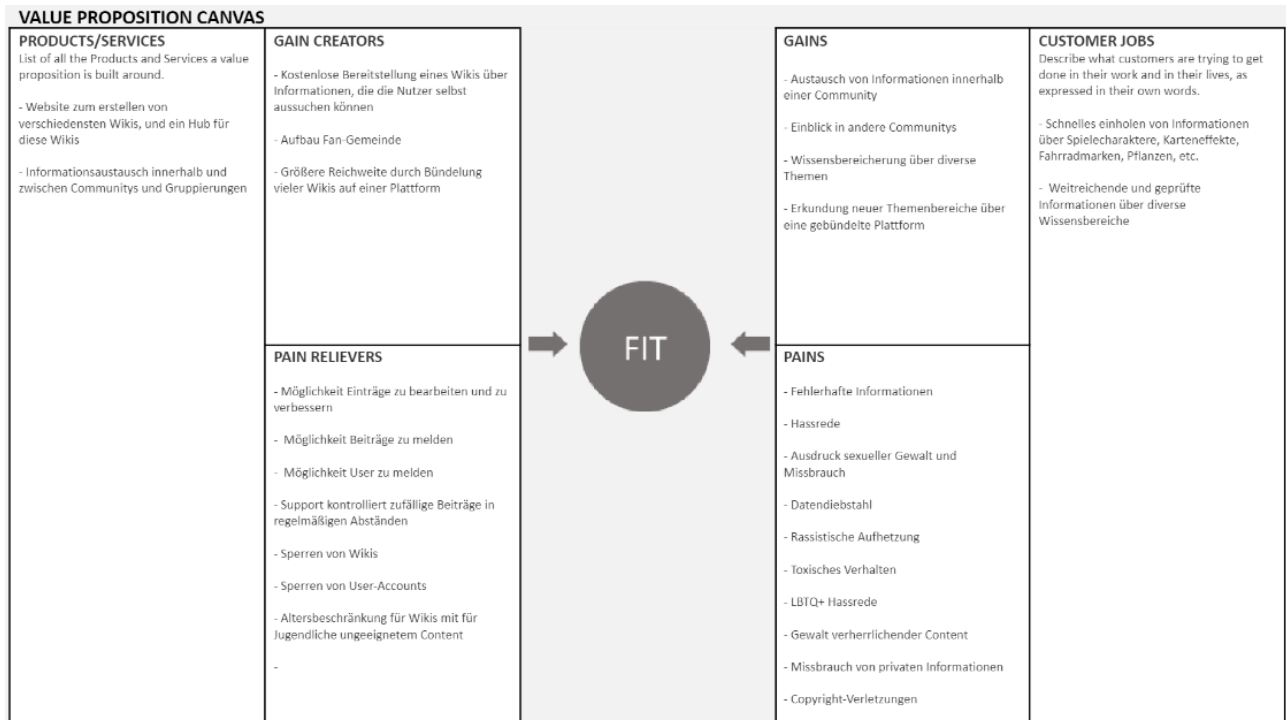 VALUE PROPOSITION CANVAS
PRODUCTS/SERVICES
List of all the Products and Services a value
proposition is built around.
- Website zum erstellen von
verschiedensten Wikis, und ein Hub für
diese Wikis
- Informationsaustausch innerhalb und
zwischen Communitys und Gruppierungen
GAIN CREATORS
- Kostenlose Bereitstellung eines Wikis über
Informationen, die die Nutzer selbst
aussuchen können
- Aufbau Fan-Gemeinde
- Größere Reichweite durch Bündelung
vieler Wikis auf einer Plattform
PAIN RELIEVERS
- Möglichkeit Einträge zu bearbeiten und zu
verbessern
- Möglichkeit Beiträge zu melden
- Möglichkeit User zu melden
- Support kontrolliert zufällige Beiträge in
regelmäßigen Abständen
- Sperren von Wikis
- Sperren von User-Accounts
- Altersbeschränkung für Wikis mit für
Jugendliche ungeeignetem Content
-
FIT
GAINS
- Austausch von Informationen innerhalb
einer Community
- Einblick in andere Communitys
- Wissensbereicherung über diverse
Themen
- Erkundung neuer Themenbereiche über
eine gebündelte Plattform
PAINS
- Fehlerhafte Informationen
- Hassrede
- Ausdruck sexueller Gewalt und
Missbrauch
- Datendiebstahl
- Rassistische Aufhetzung
- Toxisches Verhalten
- LBTQ+ Hassrede
- Gewalt verherrlichender Content
- Missbrauch von privaten Informationen
- Copyright-Verletzungen
CUSTOMER JOBS
Describe what customers are trying to get
done in their work and in their lives, as
expressed in their own words.
- Schnelles einholen von Informationen
über Spielecharaktere, Karteneffekte,
Fahrradmarken, Pflanzen, etc.
- Weitreichende und geprüfte
Informationen über diverse
Wissensbereiche